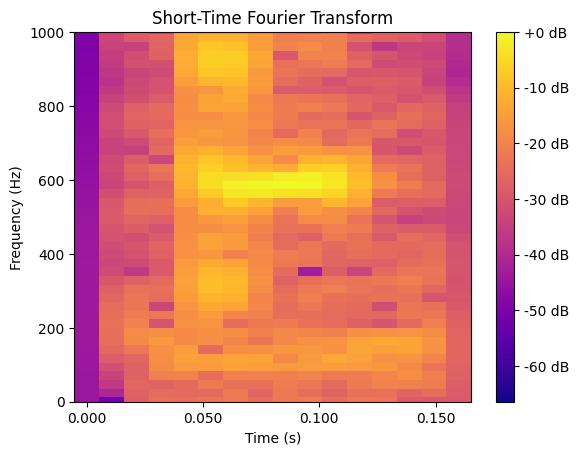 Short-Time Fourier Transform
1000
800
600
400
200
0
Frequency (Hz)
0.000
0.050
0.100
0.150
Time (s)
+0 dB
-10 dB
-20 dB
-30 dB
-40 dB
-50 dB
-60 dB